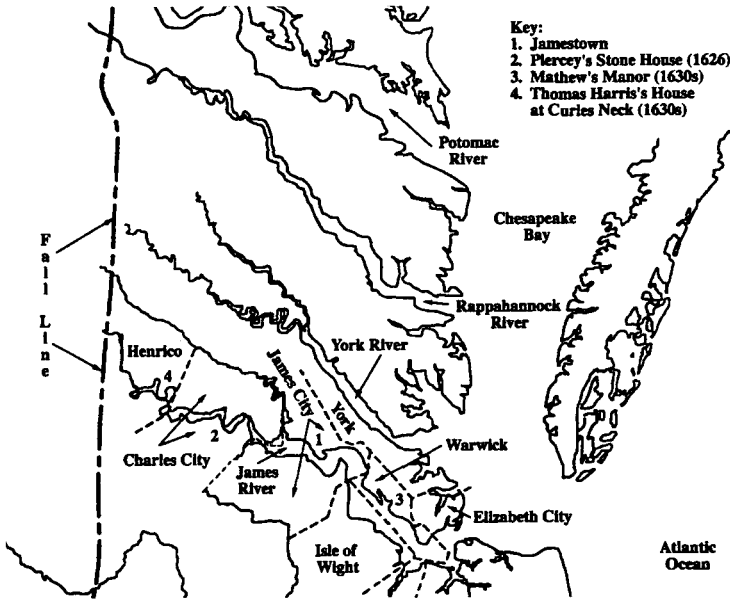 Key:
1. Jamestown
2. Piercey's Stone House (1626)
3. Mathew's Manor (1630s)
4. Thomas Harris's House
at Curles Neck (1630s)
Potomac
River
Chesapeake
Bay
Fall Line
Rappahannock
River
Henrico
York River
James City
York
4
2
1
Warwick
Charles City
James
River
3
Elizabeth City
Isle of
Wight
Atlantic
Ocean